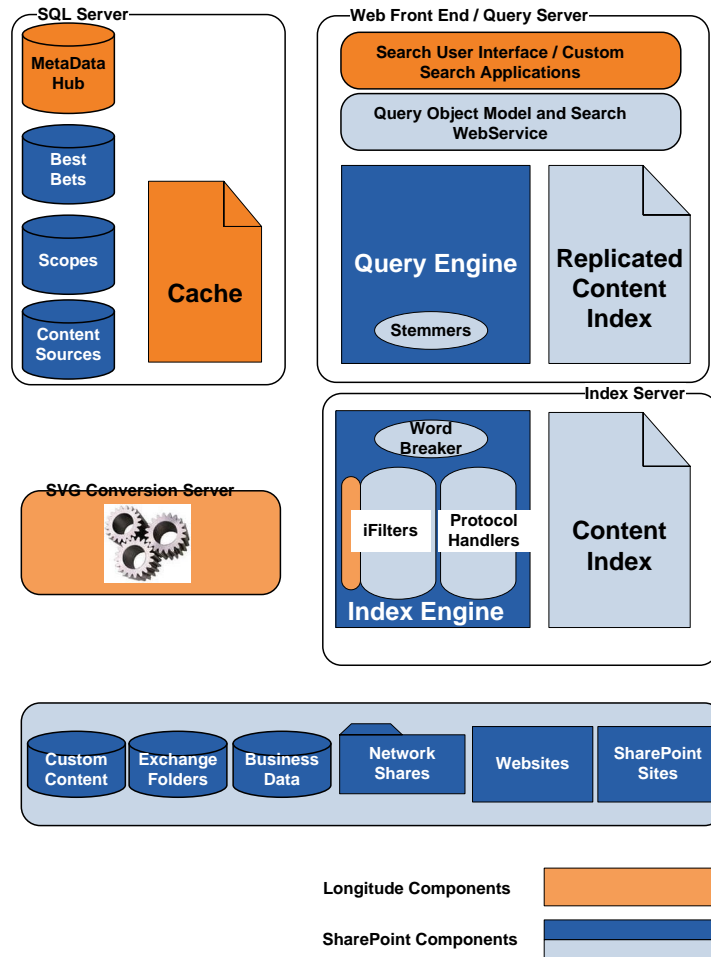 SQL Server
MetaData
Hub
Best
Bets
Scopes
Content
Sources
Cache
Web Front End / Query Server
Search User Interface / Custom
Search Applications
Query Object Model and Search
WebService
Query Engine
Stemmers
Replicated
Content
Index
Index Server
Word
Breaker
iFilters
Protocol
Handlers
Index Engine
Content
Index
SVG Conversion Server
Custom
Content
Exchange
Folders
Business
Data
Network
Shares
Websites
SharePoint
Sites
Longitude Components
SharePoint Components